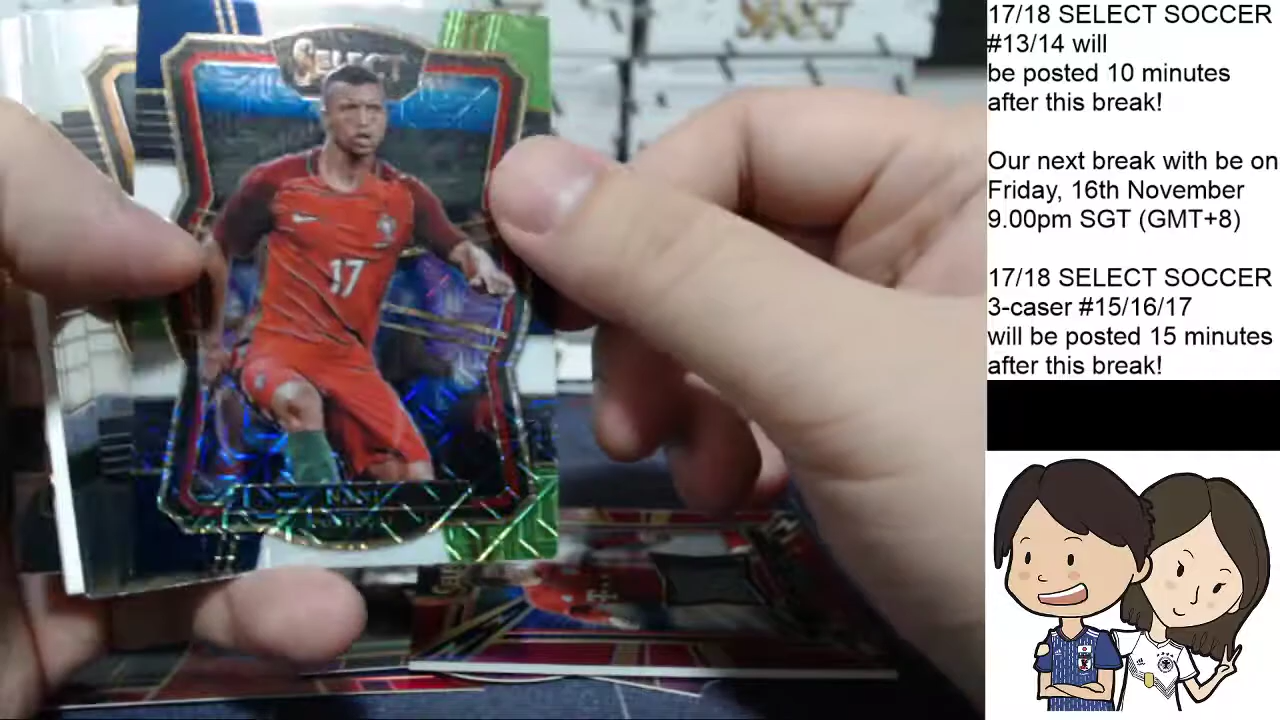 SELECT
17
NANI
17/18 SELECT SOCCER
#13/14 will
be posted 10 minutes
after this break!
Our next break with be on
Friday, 16th November
9.00pm SGT (GMT+8)
17/18 SELECT SOCCER
3-caser #15/16/17
will be posted 15 minutes
after this break!